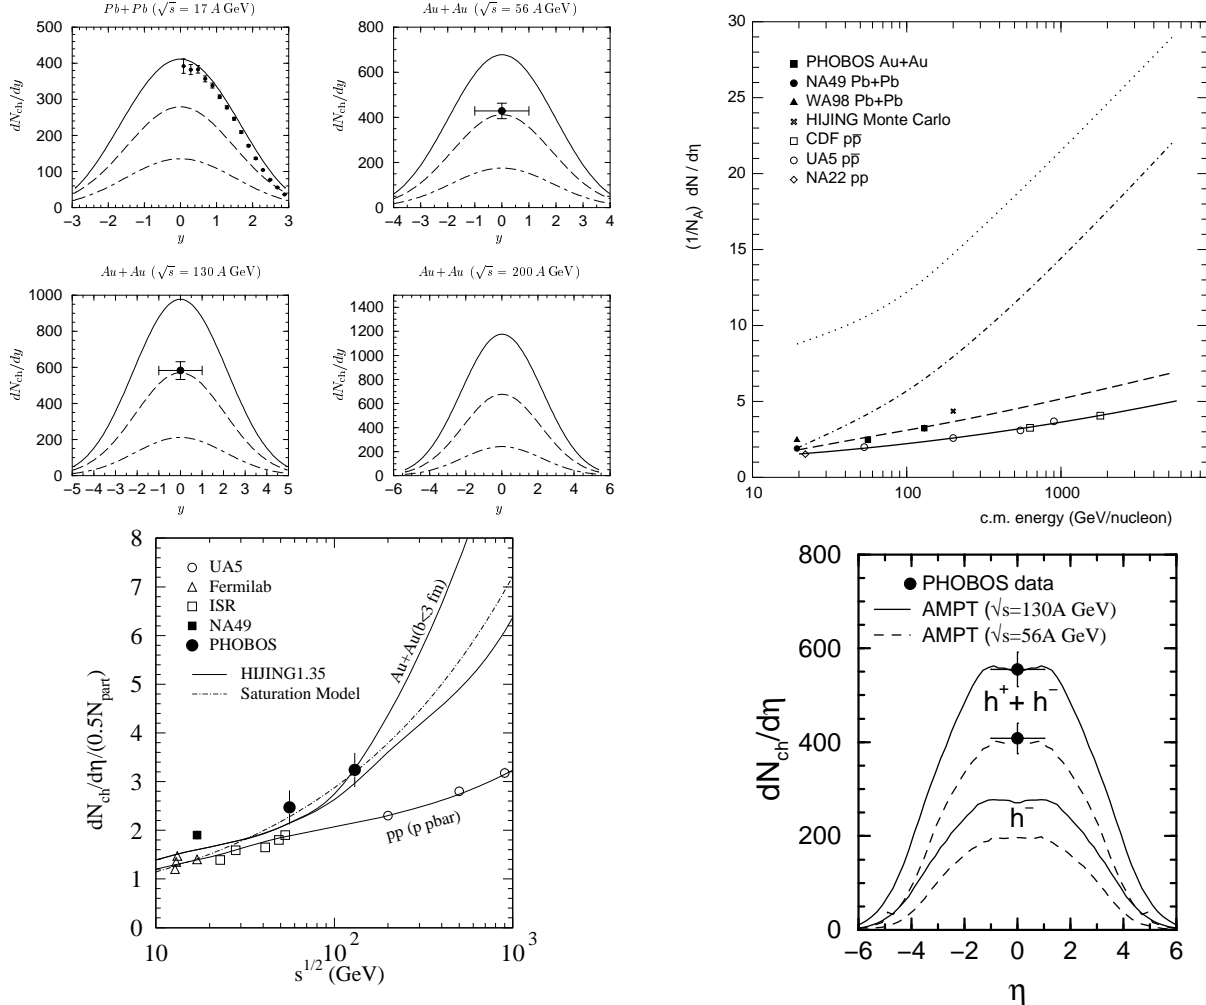 Pb+Pb (√s = 17 A GeV)
500
400
300
200
100
0
dN_ch/dy
−3 −2 −1 0 1 2 3
y
Au+Au (√s = 56 A GeV)
800
600
400
200
0
dN_ch/dy
−4 −3 −2 −1 0 1 2 3 4
y
Au+Au (√s = 130 A GeV)
1000
800
600
400
200
0
dN_ch/dy
−5 −4 −3 −2 −1 0 1 2 3 4 5
y
Au+Au (√s = 200 A GeV)
1400
1200
1000
800
600
400
200
0
dN_ch/dy
−6 −4 −2 0 2 4 6
y
30
25
20
15
10
5
0
(1/N_A) dN / dη
PHOBOS Au+Au
NA49 Pb+Pb
WA98 Pb+Pb
HIJING Monte Carlo
CDF pp̅
UA5 pp̅
NA22 pp
10 100 1000
c.m. energy (GeV/nucleon)
8
7
6
5
4
3
2
1
0
dN_ch/dη/(0.5N_part)
UA5
Fermilab
ISR
NA49
PHOBOS
HIJING1.35
Saturation Model
Au+Au(b<3 fm)
pp (p pbar)
10 10^2 10^3
s^1/2 (GeV)
800
600
400
200
0
dN_ch/dη
PHOBOS data
AMPT (√s=130A GeV)
AMPT (√s=56A GeV)
h^+ + h^−
h^−
−6 −4 −2 0 2 4 6
η